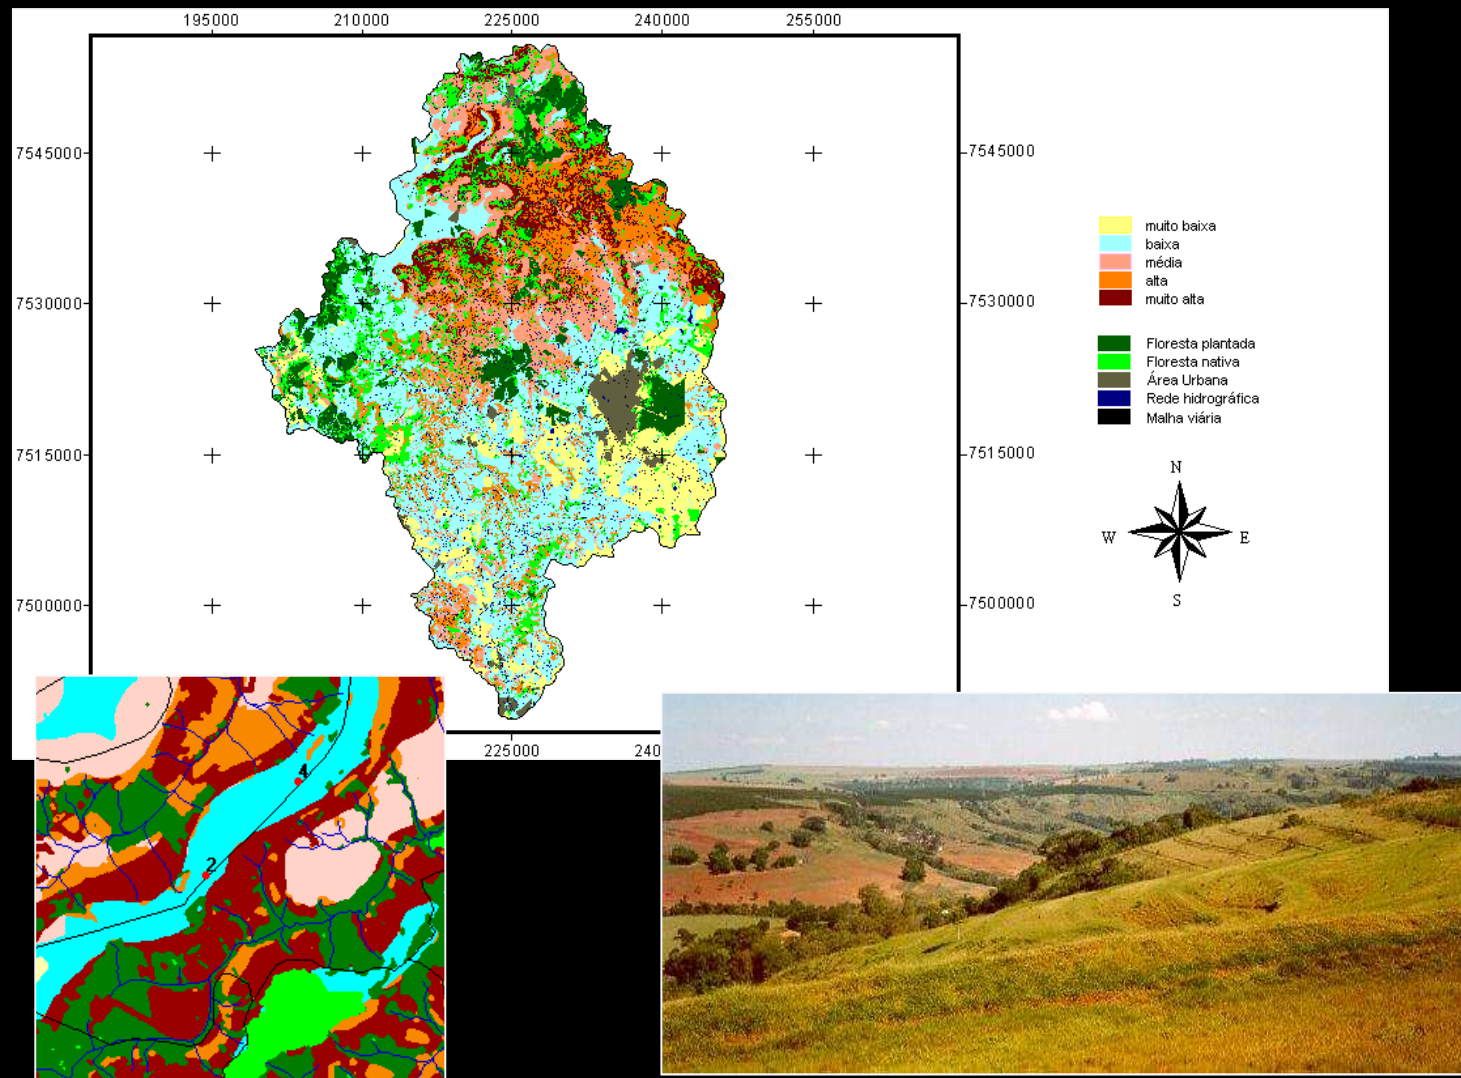 195000 210000 225000 240000 255000
7545000 7545000
muito baixa
baixa
média
alta
muito alta
7530000 7530000
Floresta plantada
Floresta nativa
Área Urbana
Rede hidrográfica
Malha viária
7515000 7515000
N
W E
S
7500000 7500000
225000 240
4
2